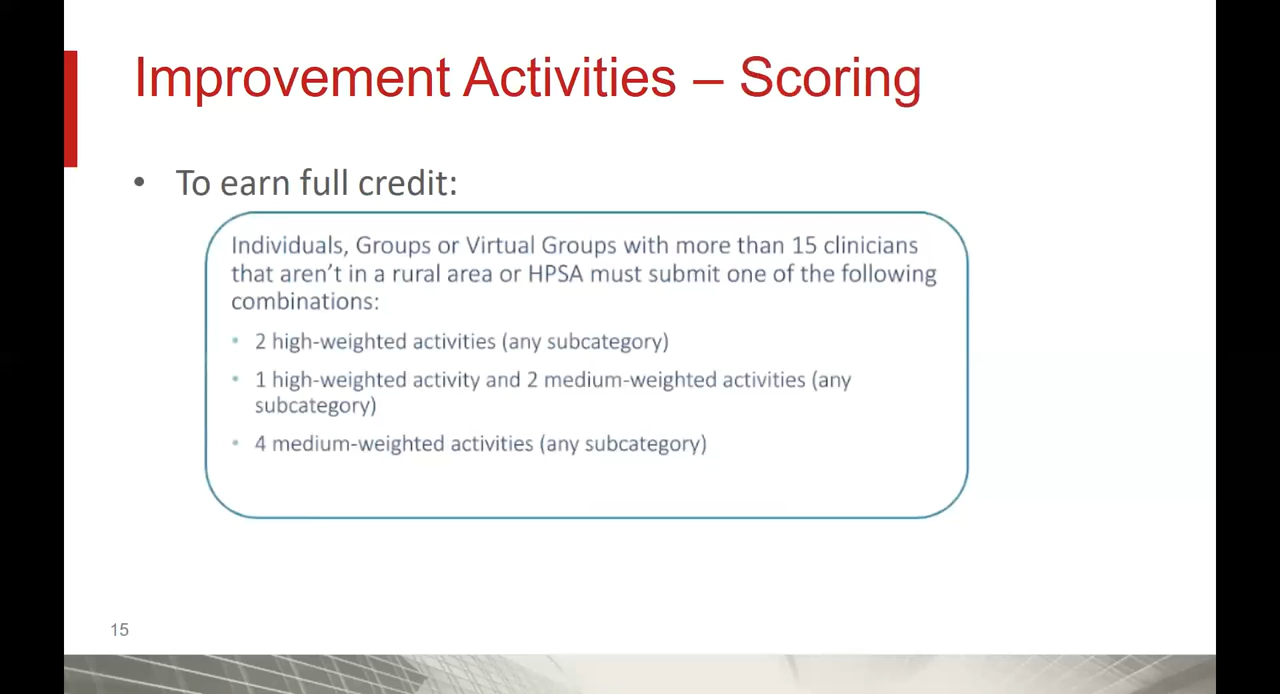 Improvement Activities – Scoring
• To earn full credit:
Individuals, Groups or Virtual Groups with more than 15 clinicians
that aren't in a rural area or HPSA must submit one of the following
combinations:
• 2 high-weighted activities (any subcategory)
• 1 high-weighted activity and 2 medium-weighted activities (any
subcategory)
• 4 medium-weighted activities (any subcategory)
15